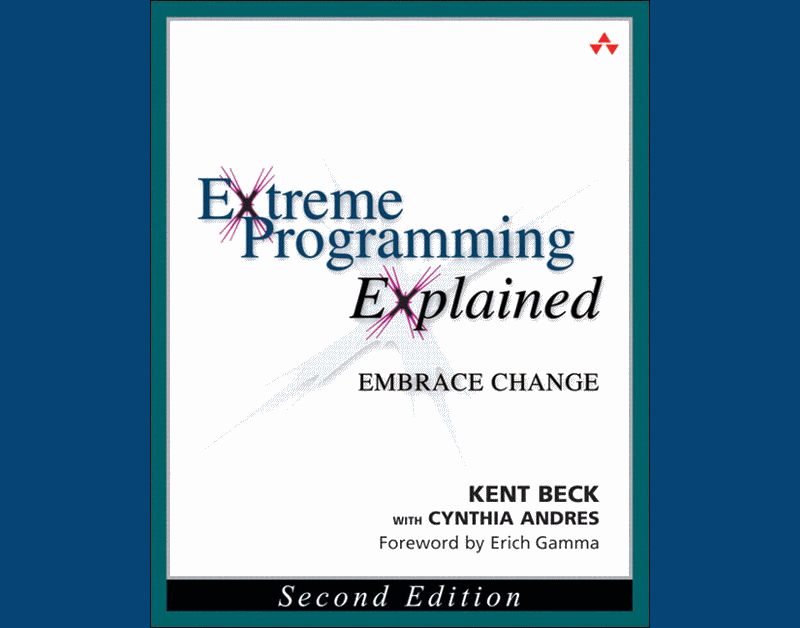 Extreme
Programming
Explained
EMBRACE CHANGE
KENT BECK
WITH CYNTHIA ANDRES
Foreword by Erich Gamma
Second Edition